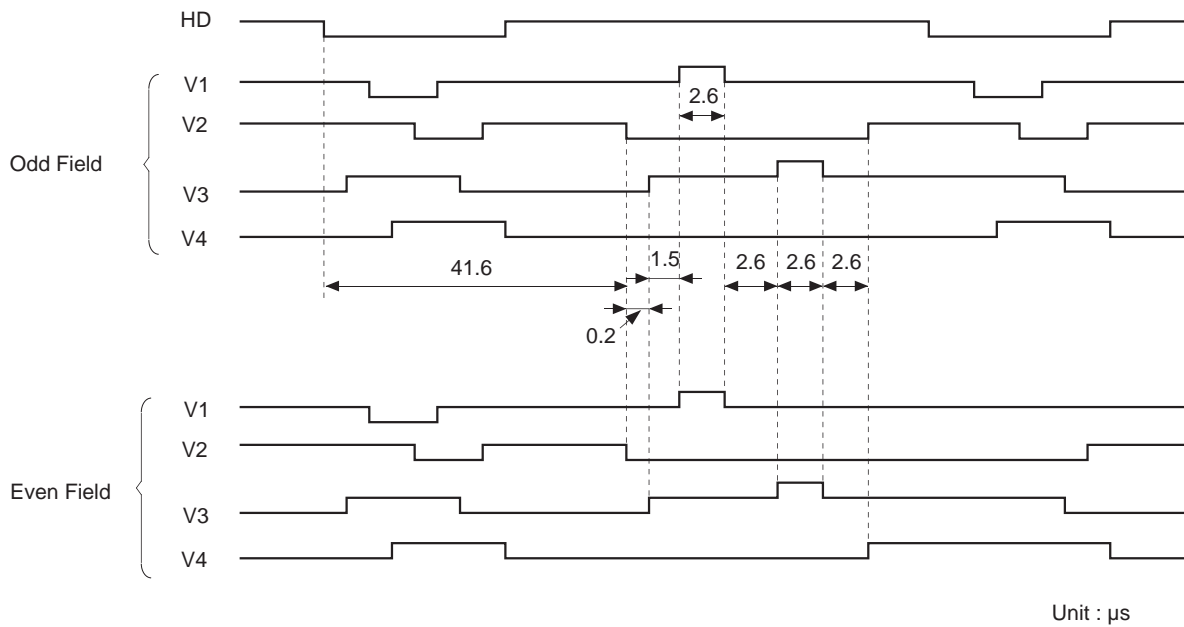 HD
V1
2.6
V2
Odd Field
V3
V4
41.6
1.5
2.6
2.6
2.6
0.2
V1
V2
Even Field
V3
V4
Unit : μs